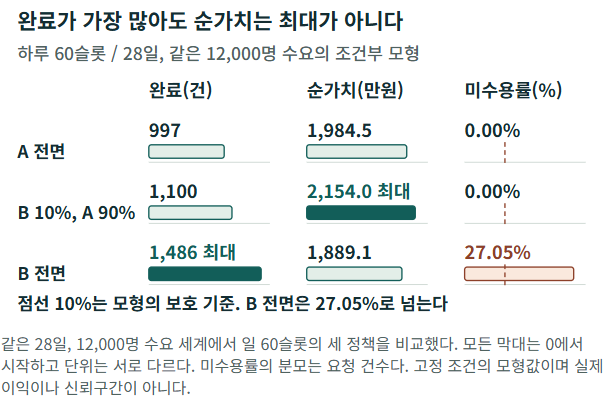 완료가 가장 많아도 순가치는 최대가 아니다
하루 60슬롯 / 28일, 같은 12,000명 수요의 조건부 모형
완료(건) 순가치(만원) 미수용률(%)
997 1,984.5 0.00%
A 전면
1,100 2,154.0 최대 0.00%
B 10%, A 90%
1,486 최대 1,889.1 27.05%
B 전면
점선 10%는 모형의 보호 기준. B 전면은 27.05%로 넘는다
같은 28일, 12,000명 수요 세계에서 일 60슬롯의 세 정책을 비교했다. 모든 막대는 0에서
시작하고 단위는 서로 다르다. 미수용률의 분모는 요청 건수다. 고정 조건의 모형값이며 실제
이익이나 신뢰구간이 아니다.